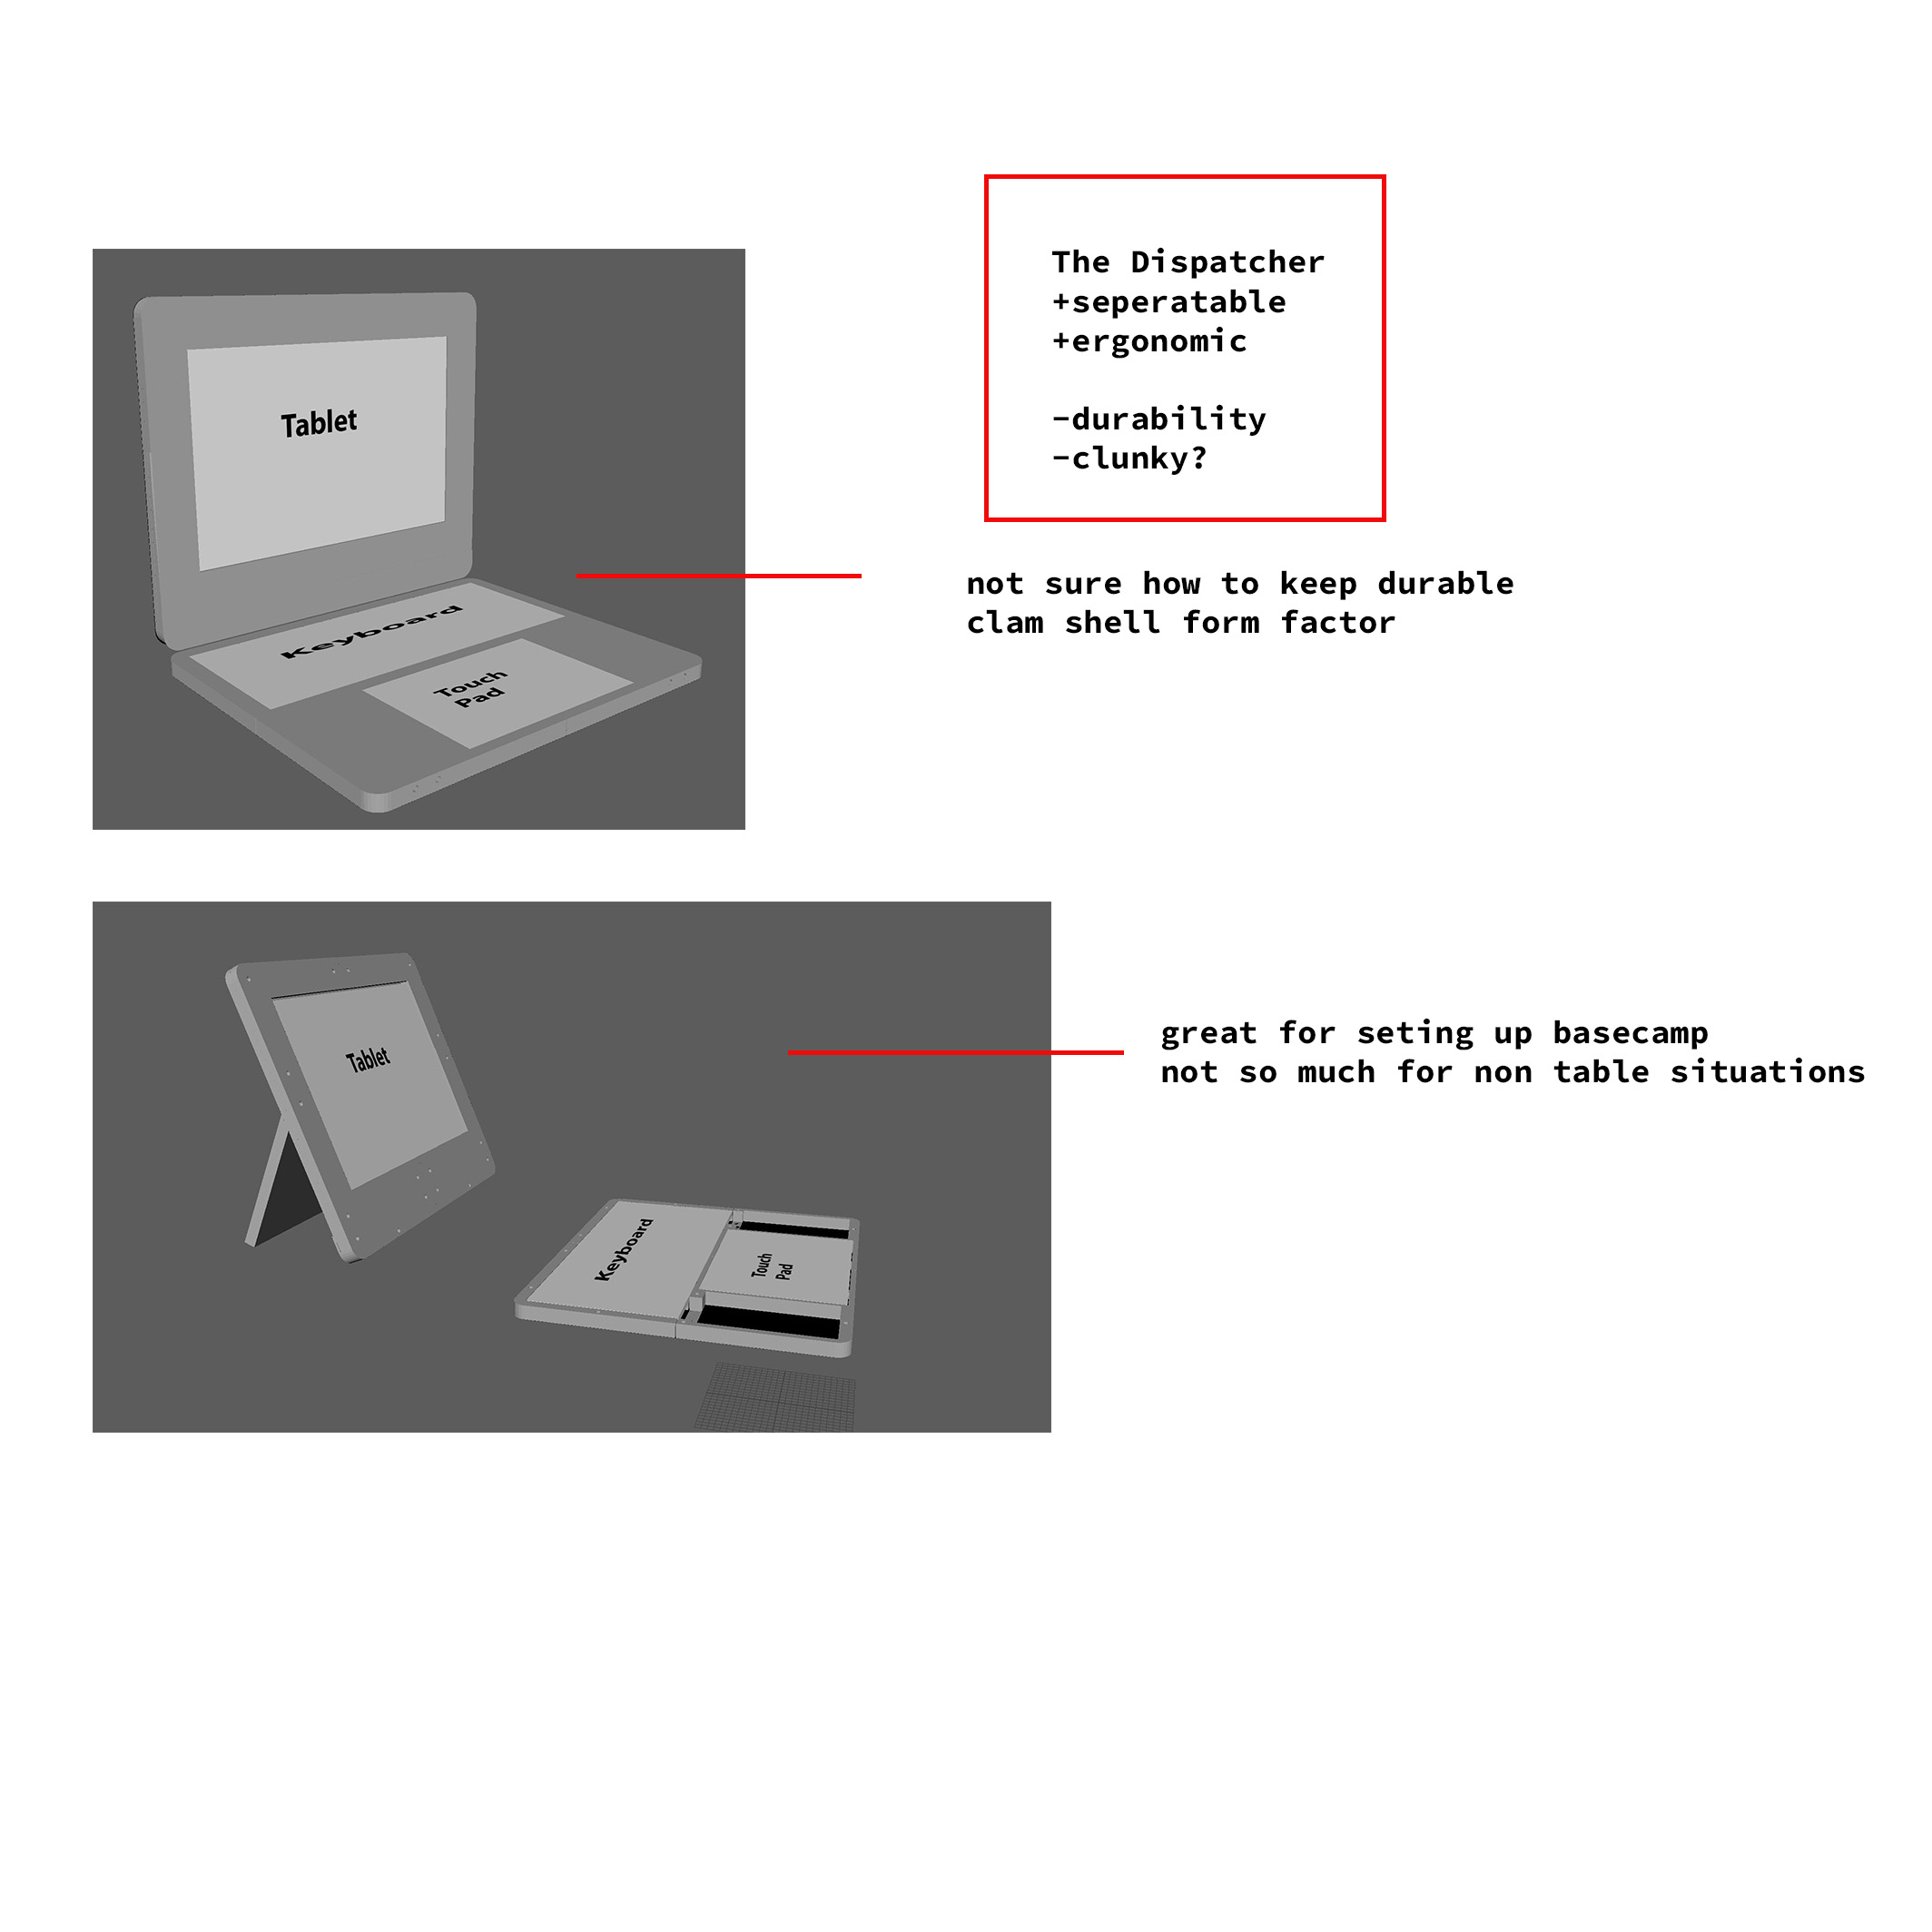 The Dispatcher
+seperatable
+ergonomic
-durability
-clunky?
Tablet
Keyboard
Touch
Pad
not sure how to keep durable
clam shell form factor
Tablet
Keyboard
Touch
Pad
great for seting up basecamp
not so much for non table situations